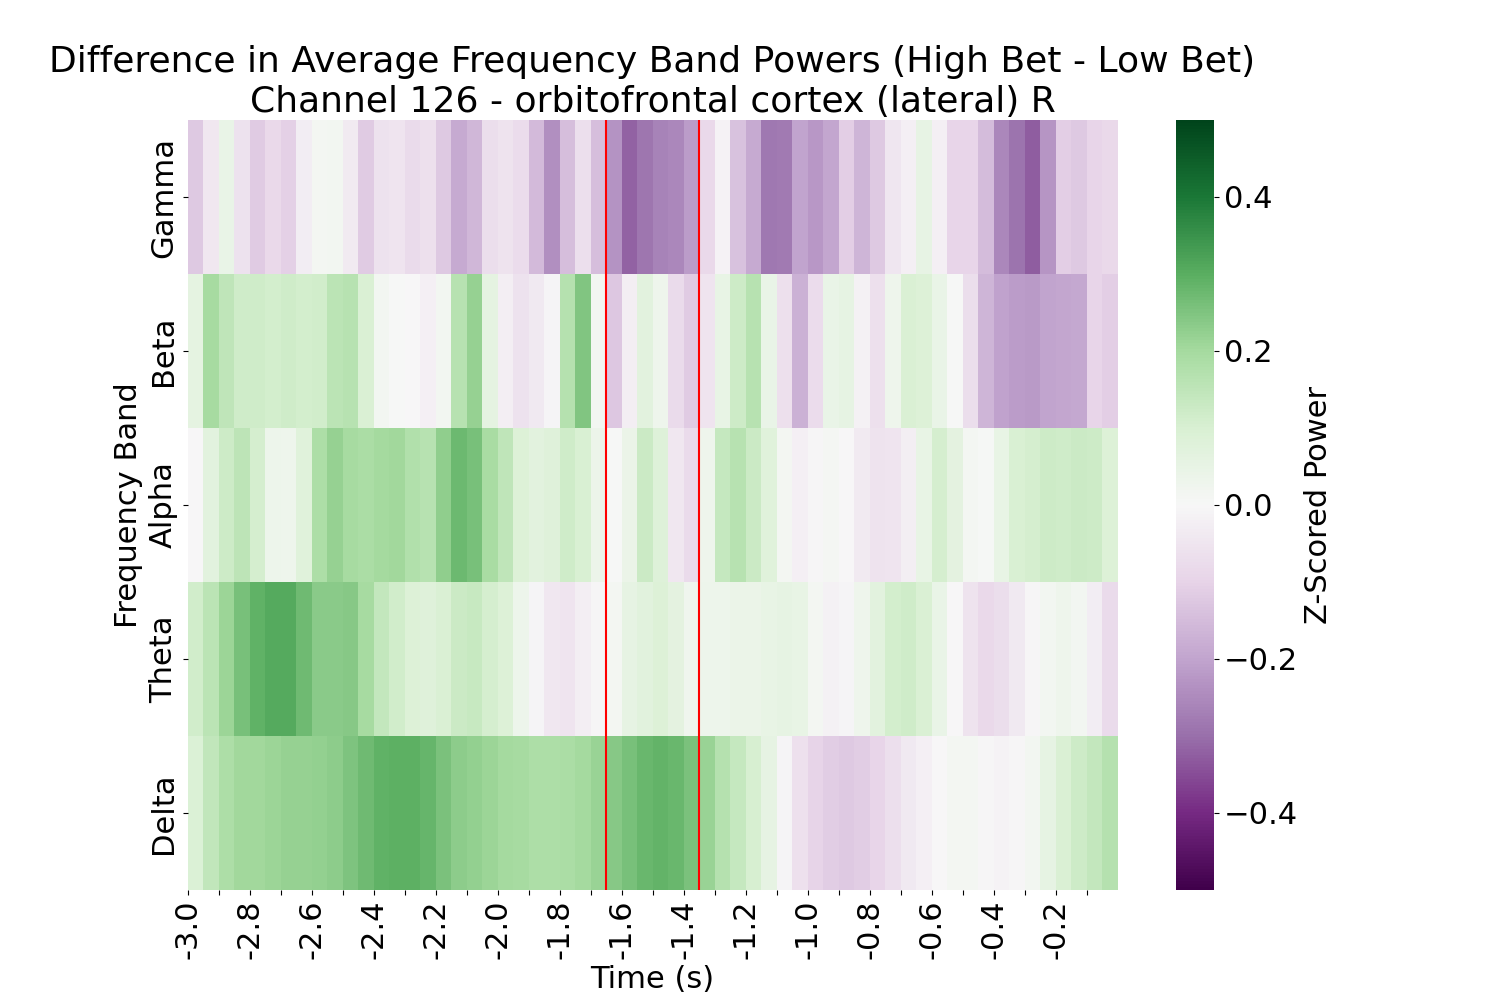 Difference in Average Frequency Band Powers (High Bet - Low Bet)
Channel 126 - orbitofrontal cortex (lateral) R
Frequency Band
Gamma
Beta
Alpha
Theta
Delta
-3.0 -2.8 -2.6 -2.4 -2.2 -2.0 -1.8 -1.6 -1.4 -1.2 -1.0 -0.8 -0.6 -0.4 -0.2
Time (s)
0.4
0.2
0.0
−0.2
−0.4
Z-Scored Power